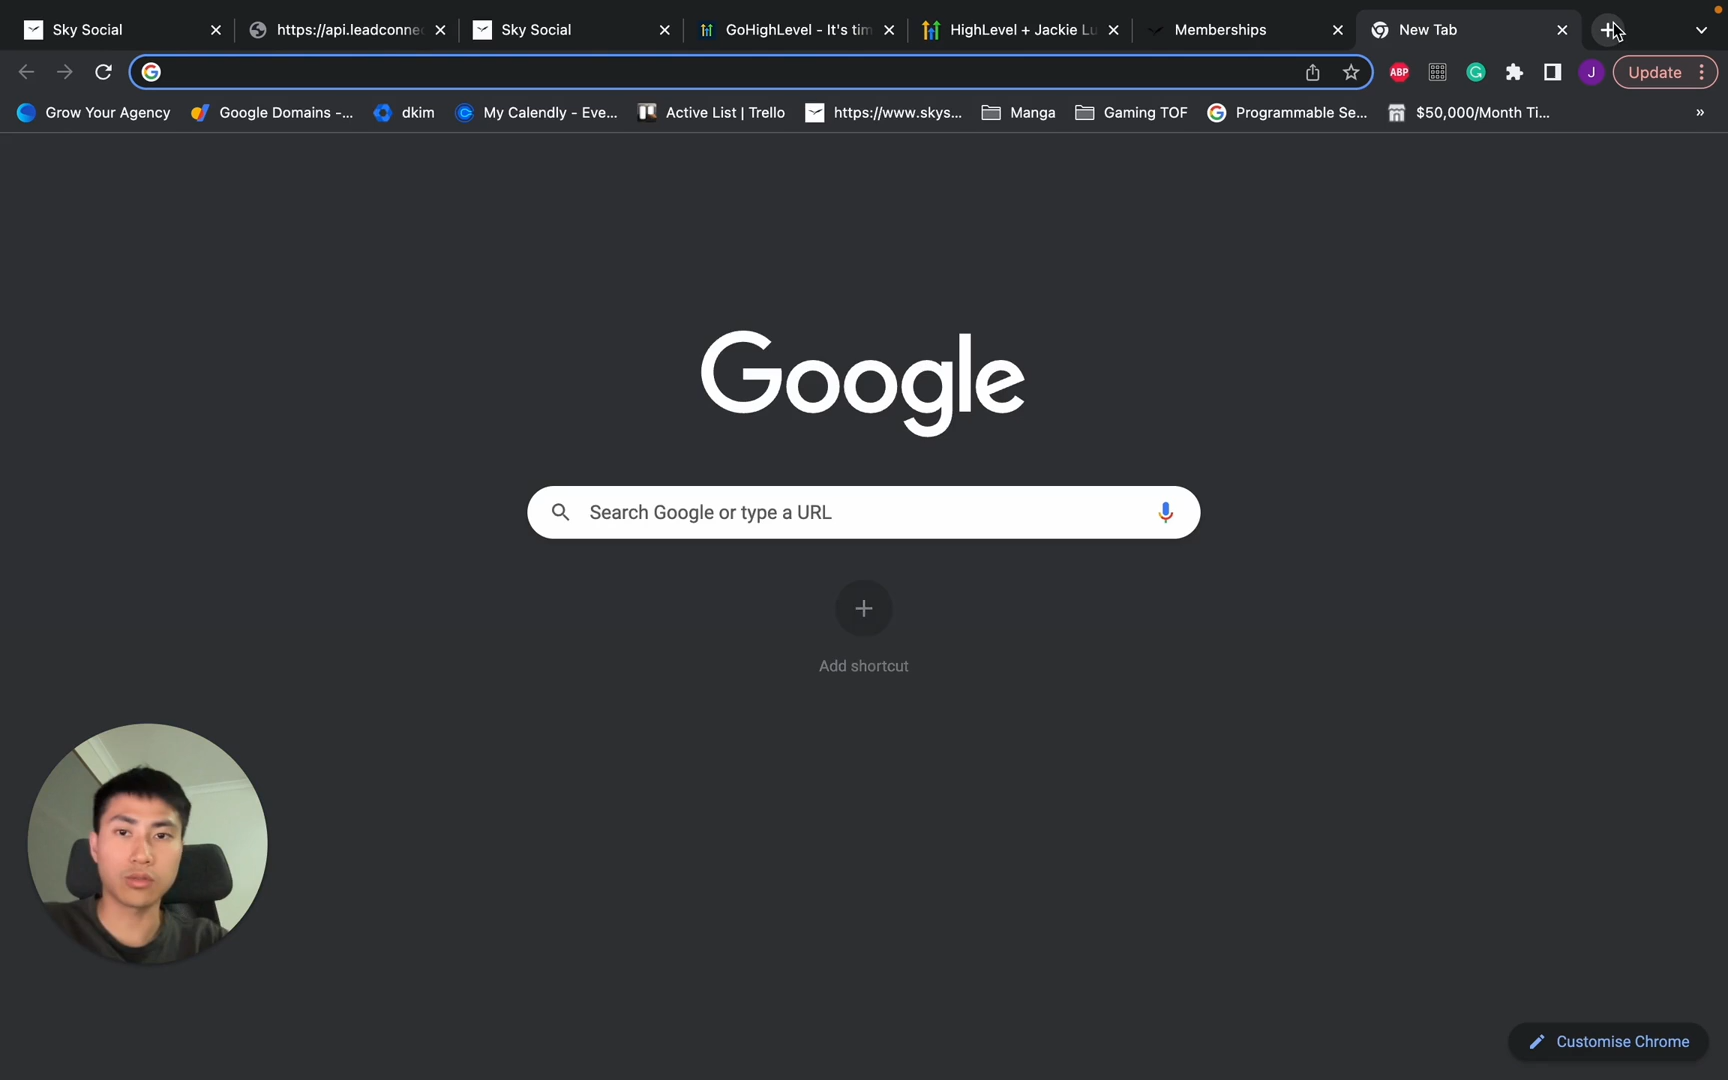 Sky Social
https://api.leadconnec
Sky Social
GoHighLevel - It's tim
HighLevel + Jackie Lu
Memberships
New Tab
J
Update
Grow Your Agency
Google Domains -...
dkim
My Calendly - Eve...
Active List | Trello
https://www.skys...
Manga
Gaming TOF
Programmable Se...
$50,000/Month Ti...
»
Google
Search Google or type a URL
Add shortcut
Customise Chrome
ABP